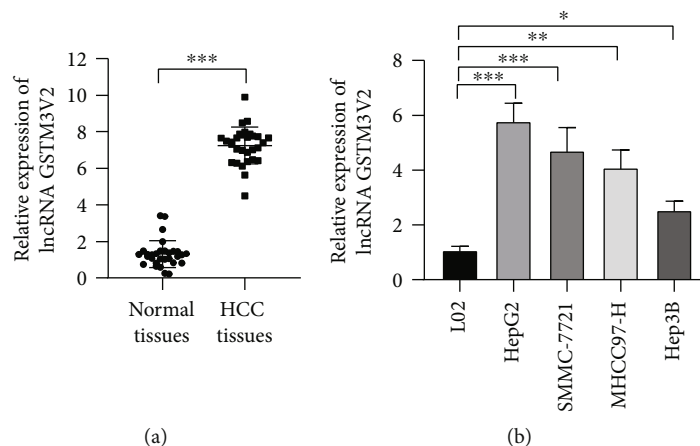 Relative expression of
lncRNA GSTM3V2
12
10
8
6
4
2
0
***
Normal
tissues
HCC
tissues
(a)
Relative expression of
lncRNA GSTM3V2
8
6
4
2
0
*
**
***
***
L02
HepG2
SMMC-7721
MHCC97-H
Hep3B
(b)